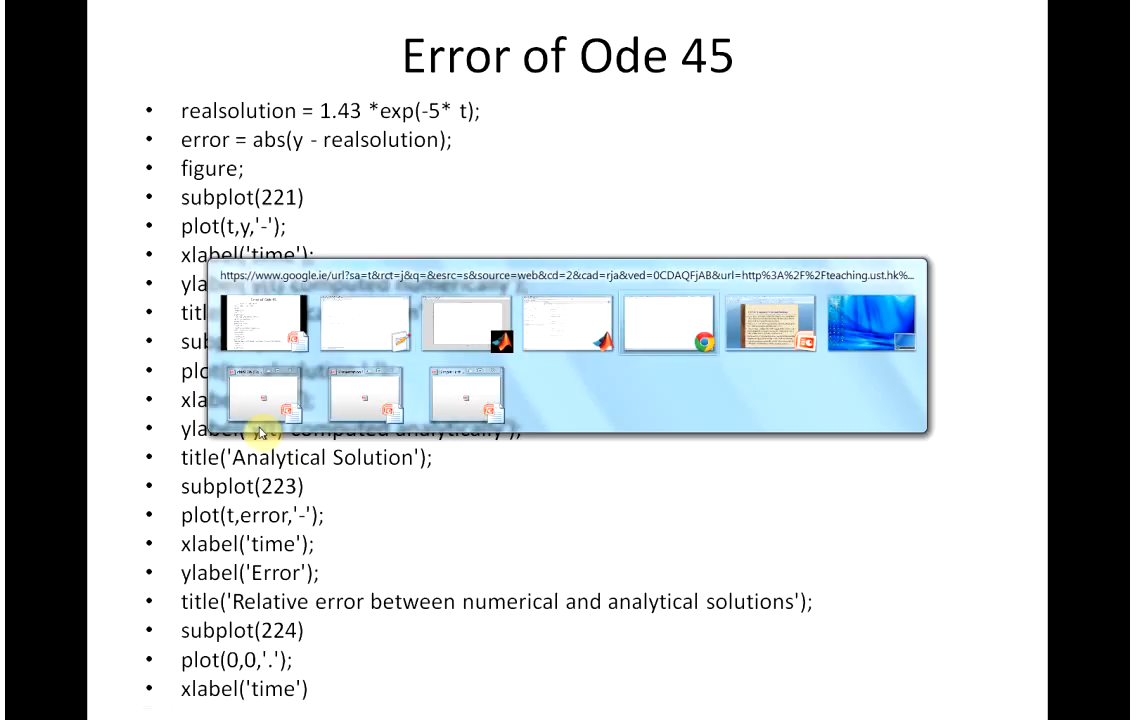 Error of Ode 45
• realsolution = 1.43 *exp(-5* t);
• error = abs(y - realsolution);
• figure;
• subplot(221)
• plot(t,y,'-');
• xlabel('time');
https://www.google.ie/url?sa=t&rct=j&q=&esrc=s&source=web&cd=2&cad=rja&ved=0CDAQFjAB&url=http%3A%2F%2Fteaching.ust.hk%...
• yla
• titl
• sub
• plo
• xla
• ylabel('y(t) computed analytically');
• title('Analytical Solution');
• subplot(223)
• plot(t,error,'-');
• xlabel('time');
• ylabel('Error');
• title('Relative error between numerical and analytical solutions');
• subplot(224)
• plot(0,0,'.');
• xlabel('time')